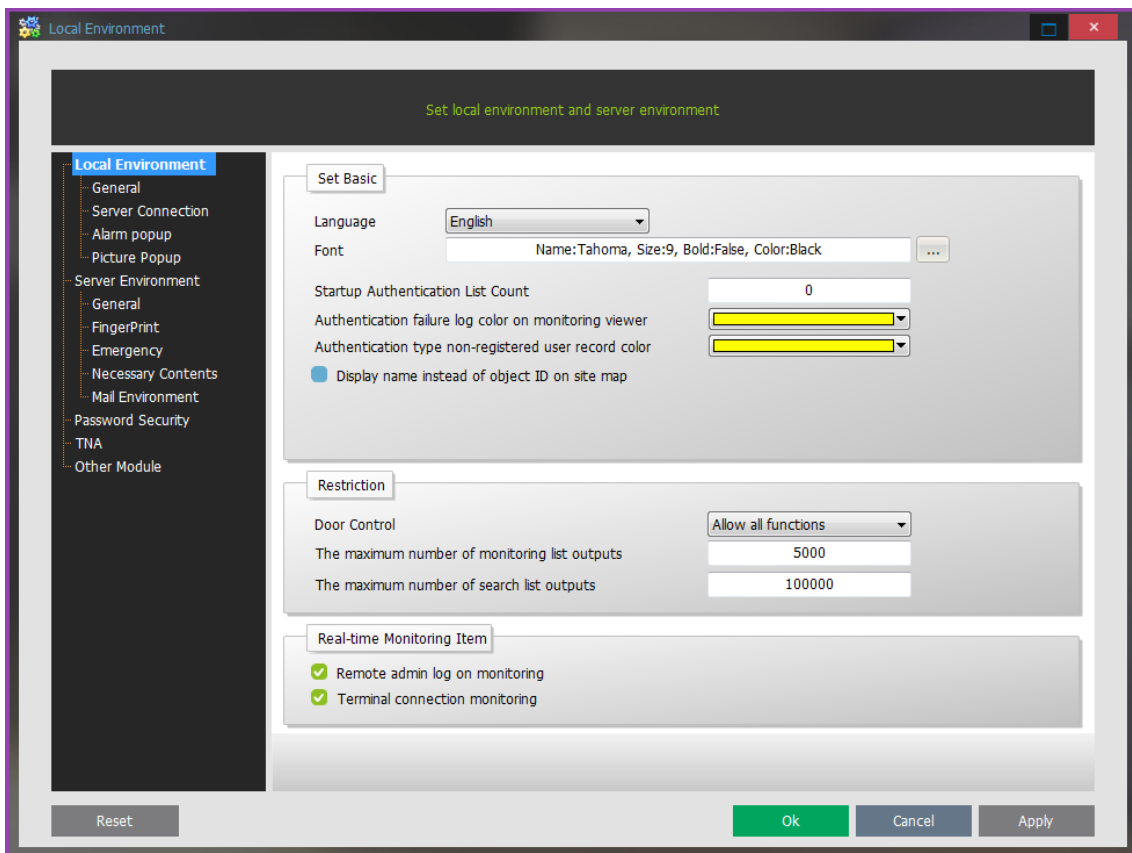 Local Environment
Set local environment and server environment
Local Environment
General
Server Connection
Alarm popup
Picture Popup
Server Environment
General
FingerPrint
Emergency
Necessary Contents
Mail Environment
Password Security
TNA
Other Module
Set Basic
Language English
Font Name:Tahoma, Size:9, Bold:False, Color:Black ...
Startup Authentication List Count 0
Authentication failure log color on monitoring viewer
Authentication type non-registered user record color
Display name instead of object ID on site map
Restriction
Door Control Allow all functions
The maximum number of monitoring list outputs 5000
The maximum number of search list outputs 100000
Real-time Monitoring Item
Remote admin log on monitoring
Terminal connection monitoring
Reset Ok Cancel Apply